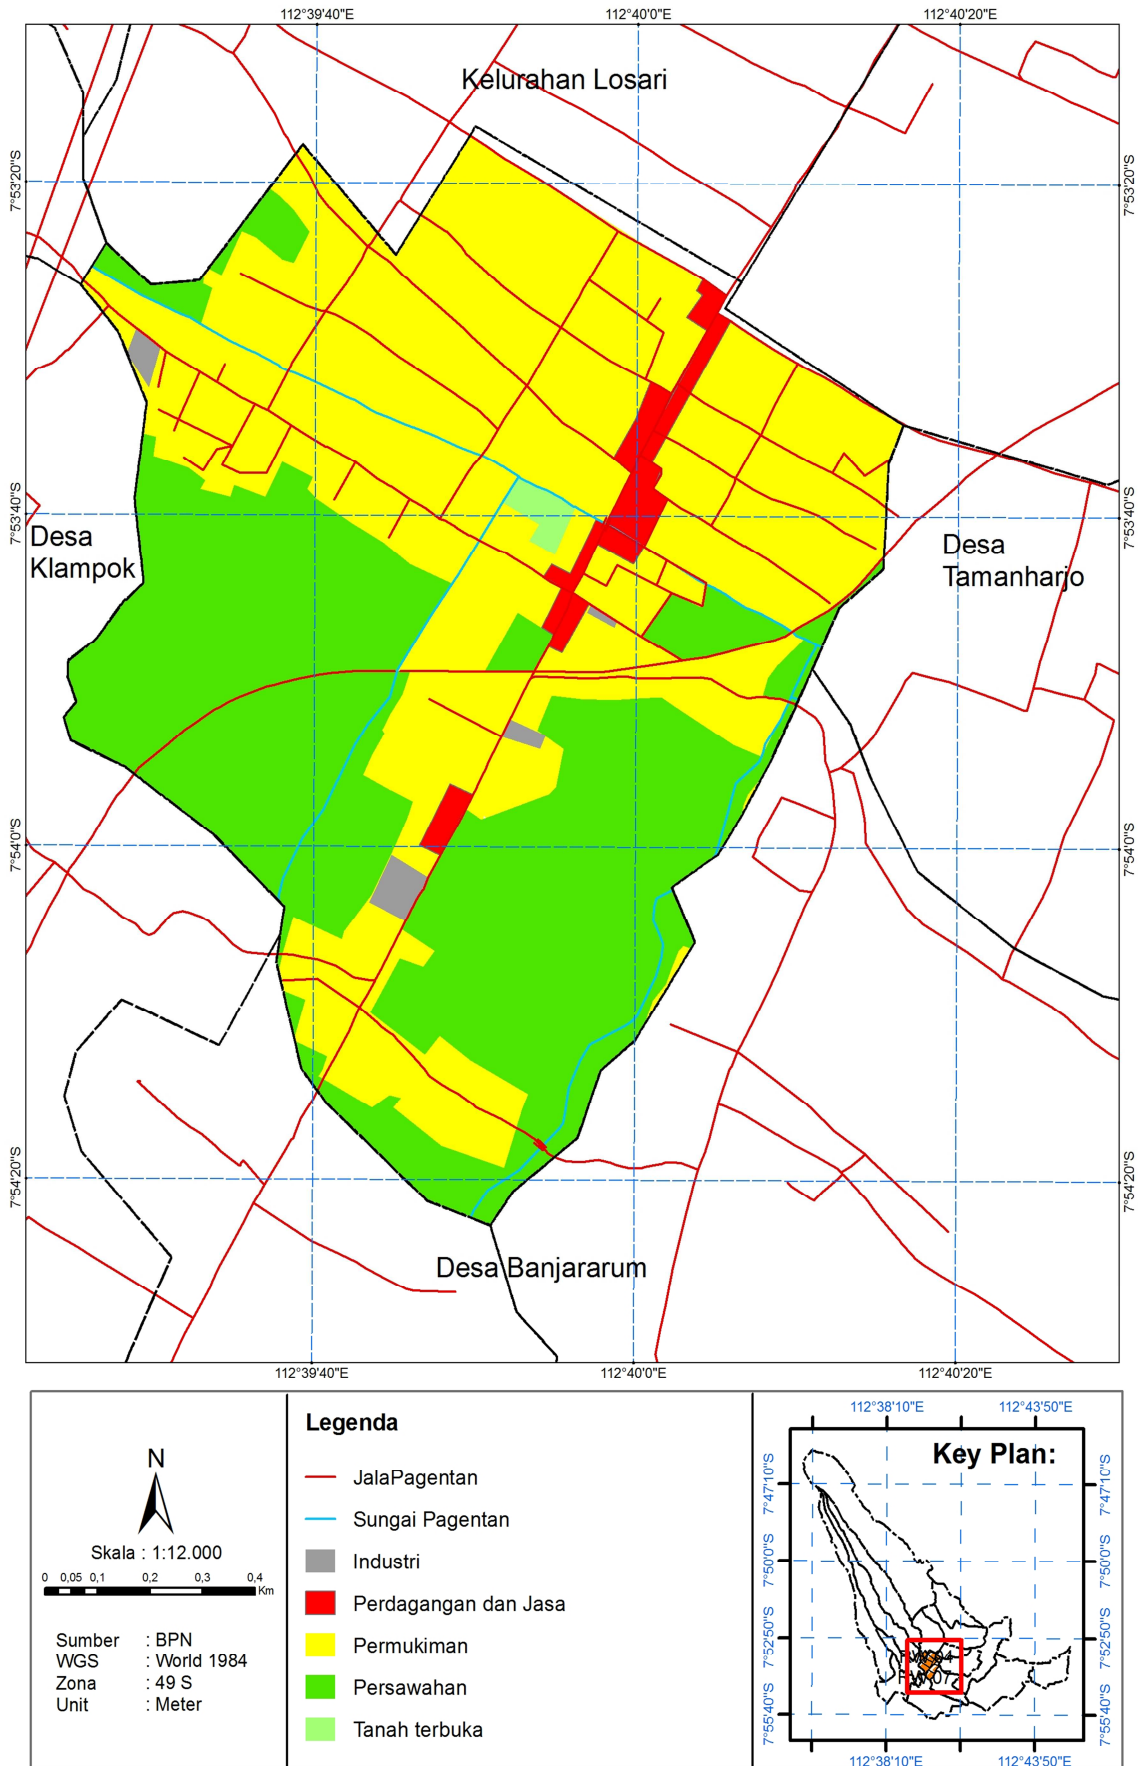 112°39'40"E
112°40'0"E
112°40'20"E
Kelurahan Losari
7°53'20"S
7°53'20"S
7°53'40"S
7°53'40"S
Desa
Klampok
Desa
Tamanharjo
7°54'0"S
7°54'0"S
7°54'20"S
7°54'20"S
Desa Banjararum
112°39'40"E
112°40'0"E
112°40'20"E
N
Skala : 1:12.000
0 0,05 0,1 0,2 0,3 0,4
Km
Sumber : BPN
WGS : World 1984
Zona : 49 S
Unit : Meter
Legenda
JalaPagentan
Sungai Pagentan
Industri
Perdagangan dan Jasa
Permukiman
Persawahan
Tanah terbuka
112°38'10"E
112°43'50"E
Key Plan:
7°47'10"S
7°47'10"S
7°50'0"S
7°50'0"S
7°52'50"S
7°52'50"S
7°55'40"S
7°55'40"S
112°38'10"E
112°43'50"E